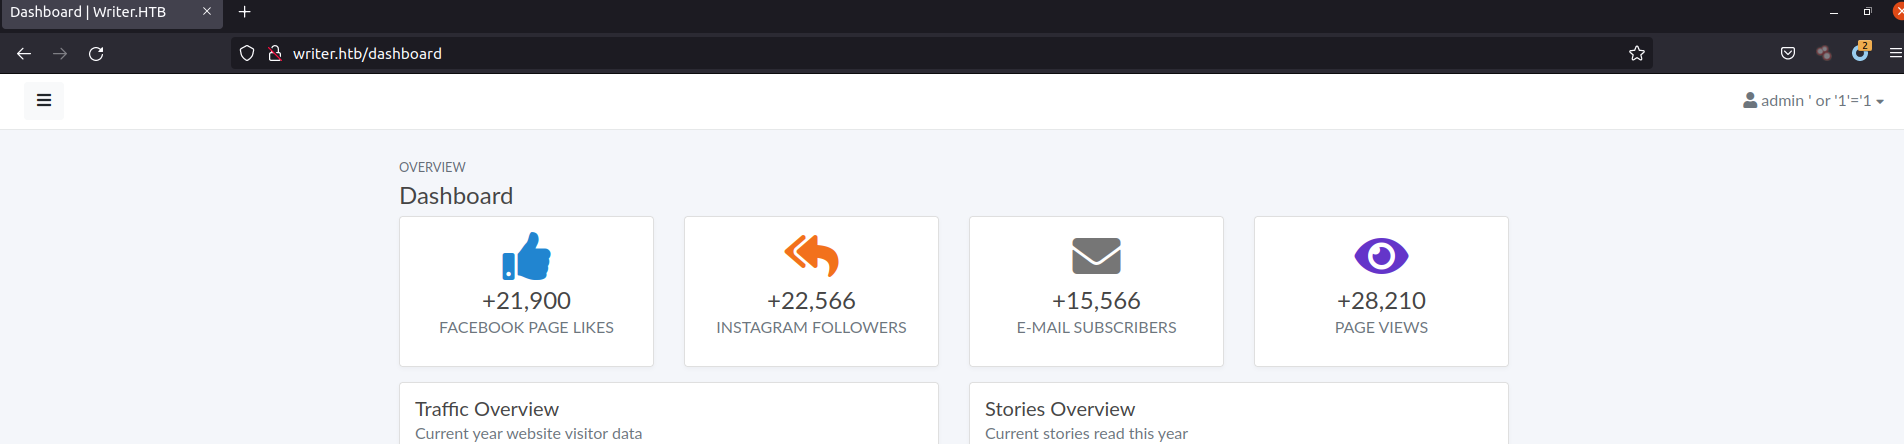 Dashboard | Writer.HTB
writer.htb/dashboard
2
admin ' or '1'='1
OVERVIEW
Dashboard
+21,900
FACEBOOK PAGE LIKES
+22,566
INSTAGRAM FOLLOWERS
+15,566
E-MAIL SUBSCRIBERS
+28,210
PAGE VIEWS
Traffic Overview
Current year website visitor data
Stories Overview
Current stories read this year